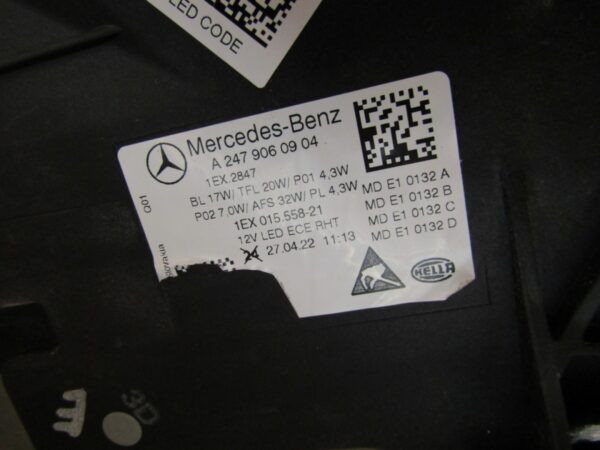 LED CODE
Mercedes-Benz
A 247 906 09 04
1EX.2847
BL 17W/ TFL 20W/ P01 4,3W
P02 7.0W/ AFS 32W/ PL 4,3W
1EX 015.558-21
12V LED ECE RHT
24 27.04.22 11:13
MD E1 0132 A
MD E1 0132 B
MD E1 0132 C
MD E1 0132 D
HELLA
001
3D